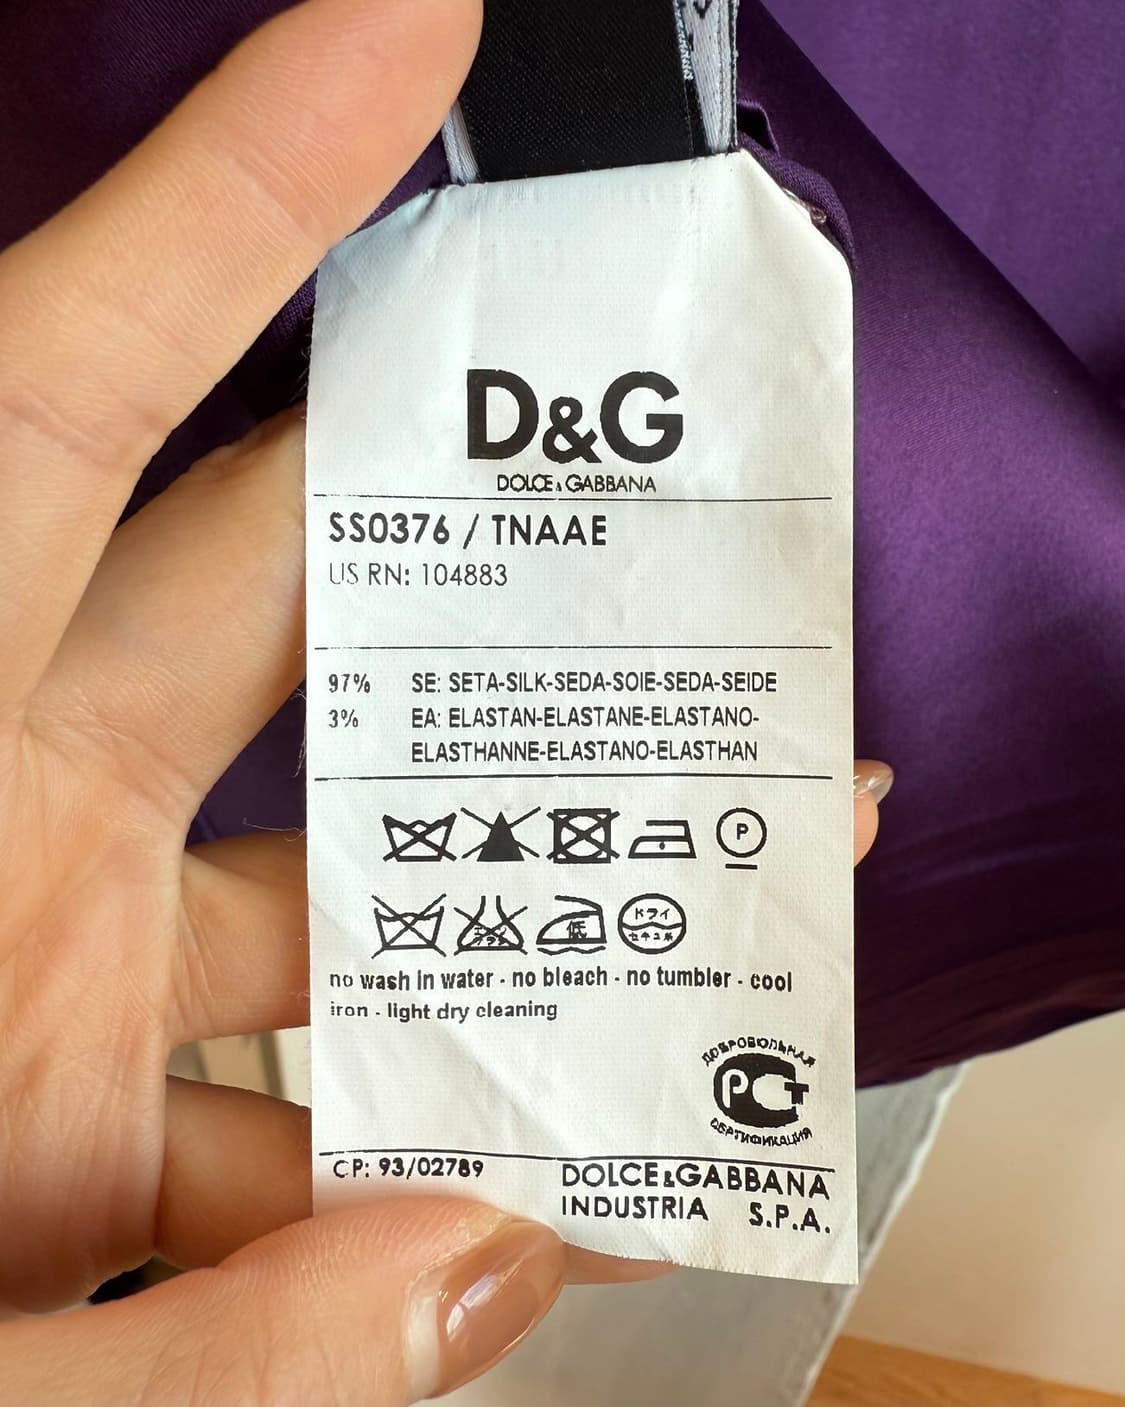 D&G
DOLCE & GABBANA
SS0376 / TNAAE
US RN: 104883
97% SE: SETA-SILK-SEDA-SOIE-SEDA-SEIDE
3% EA: ELASTAN-ELASTANE-ELASTANO-
ELASTHANNE-ELASTANO-ELASTHAN
P
低
ドライ
no wash in water - no bleach - no tumbler - cool
iron - light dry cleaning
ДОБРОВОЛЬНАЯ
РСТ
СЕРТИФИКАЦИЯ
CP: 93/02789
DOLCE&GABBANA
INDUSTRIA S.P.A.